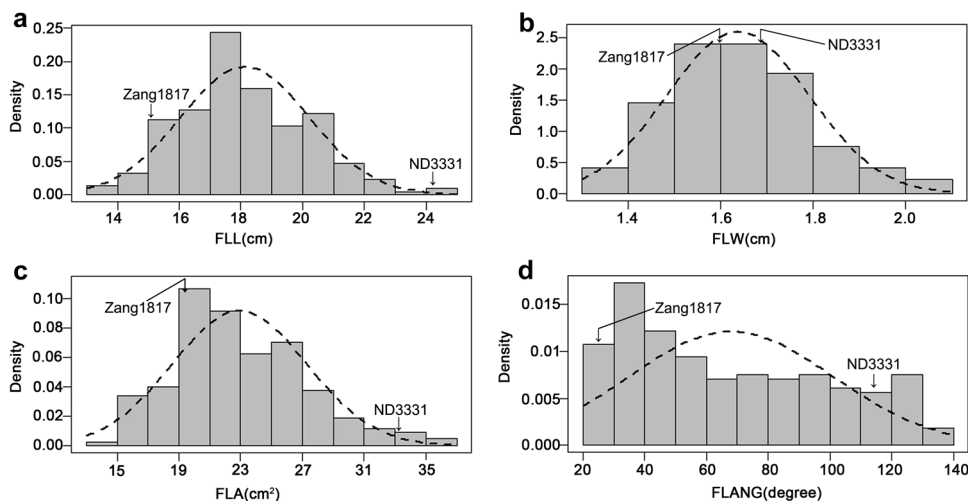 a
0.25
0.20
0.15
0.10
0.05
0.00
Density
Zang1817
ND3331
14 16 18 20 22 24
FLL(cm)
b
2.5
2.0
1.5
1.0
0.5
0.0
Density
Zang1817
ND3331
1.4 1.6 1.8 2.0
FLW(cm)
c
0.10
0.08
0.06
0.04
0.02
0.00
Density
Zang1817
ND3331
15 19 23 27 31 35
FLA(cm²)
d
0.015
0.010
0.005
0.000
Density
Zang1817
ND3331
20 40 60 80 100 120 140
FLANG(degree)